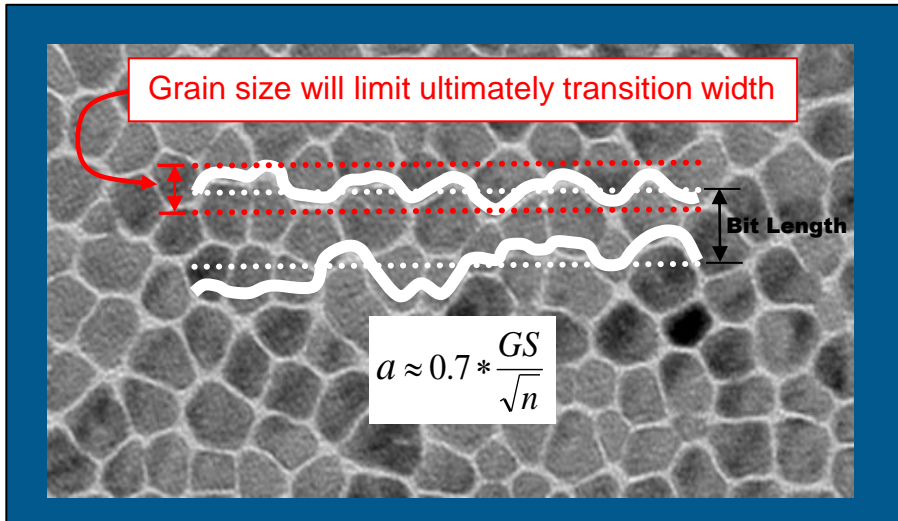 Grain size will limit ultimately transition width
Bit Length
a ≈ 0.7 * GS / √n